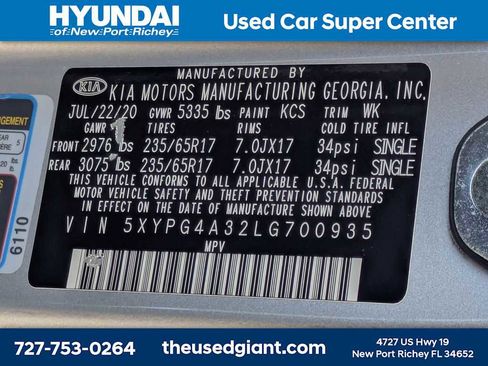 HYUNDAI
of New Port Richey
Used Car Super Center
MANUFACTURED BY
KIA KIA MOTORS MANUFACTURING GEORGIA. INC.
JUL/22/20 GVWR 5335 lbs PAINT KCS TRIM WK
GAWR TIRES RIMS COLD TIRE INFL
FRONT 2976 lbs 235/65R17 7.0JX17 34psi SINGLE
REAR 3075 lbs 235/65R17 7.0JX17 34psi SINGLE
THIS VEHICLE CONFORMS TO ALL APPLICABLE U.S.A. FEDERAL
MOTOR VEHICLE SAFETY AND THEFT PREVENTION STANDARDS
IN EFFECT ON THE DATE OF MANUFACTURE SHOWN ABOVE
VIN 5XYPG4A32LG700935
MPV
6110
727-753-0264
theusedgiant.com
4727 US Hwy 19
New Port Richey FL 34652